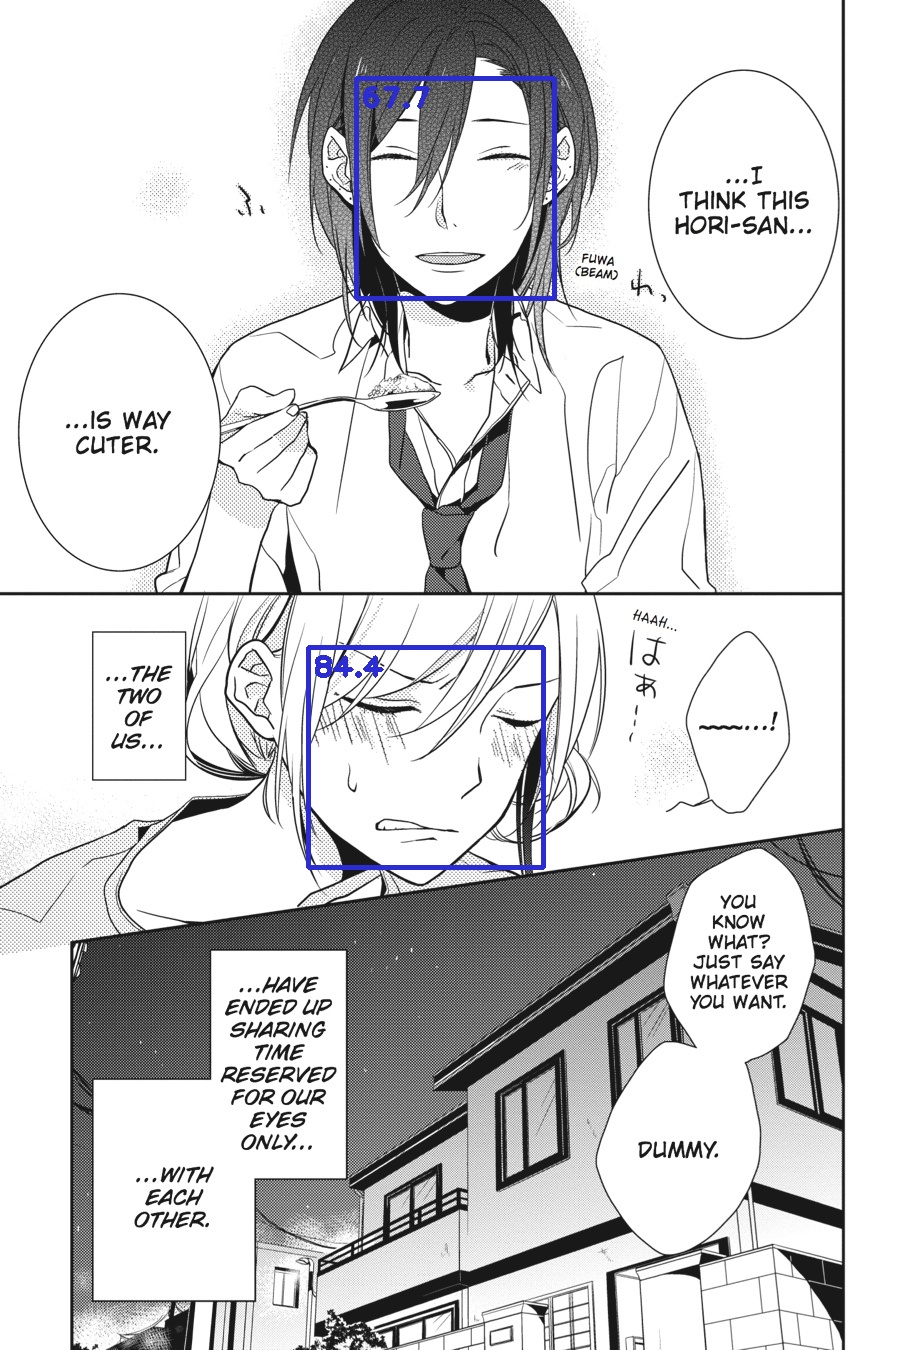 67.7
...I
THINK THIS
HORI-SAN...
FUWA
(BEAM)
ふ
わ
...IS WAY
CUTER.
84.4
HAAH...
はぁ…
~~~...!
...THE
TWO
OF
US...
YOU
KNOW
WHAT?
JUST SAY
WHATEVER
YOU WANT.
DUMMY.
...HAVE
ENDED UP
SHARING
TIME
RESERVED
FOR OUR
EYES
ONLY...
...WITH
EACH
OTHER.